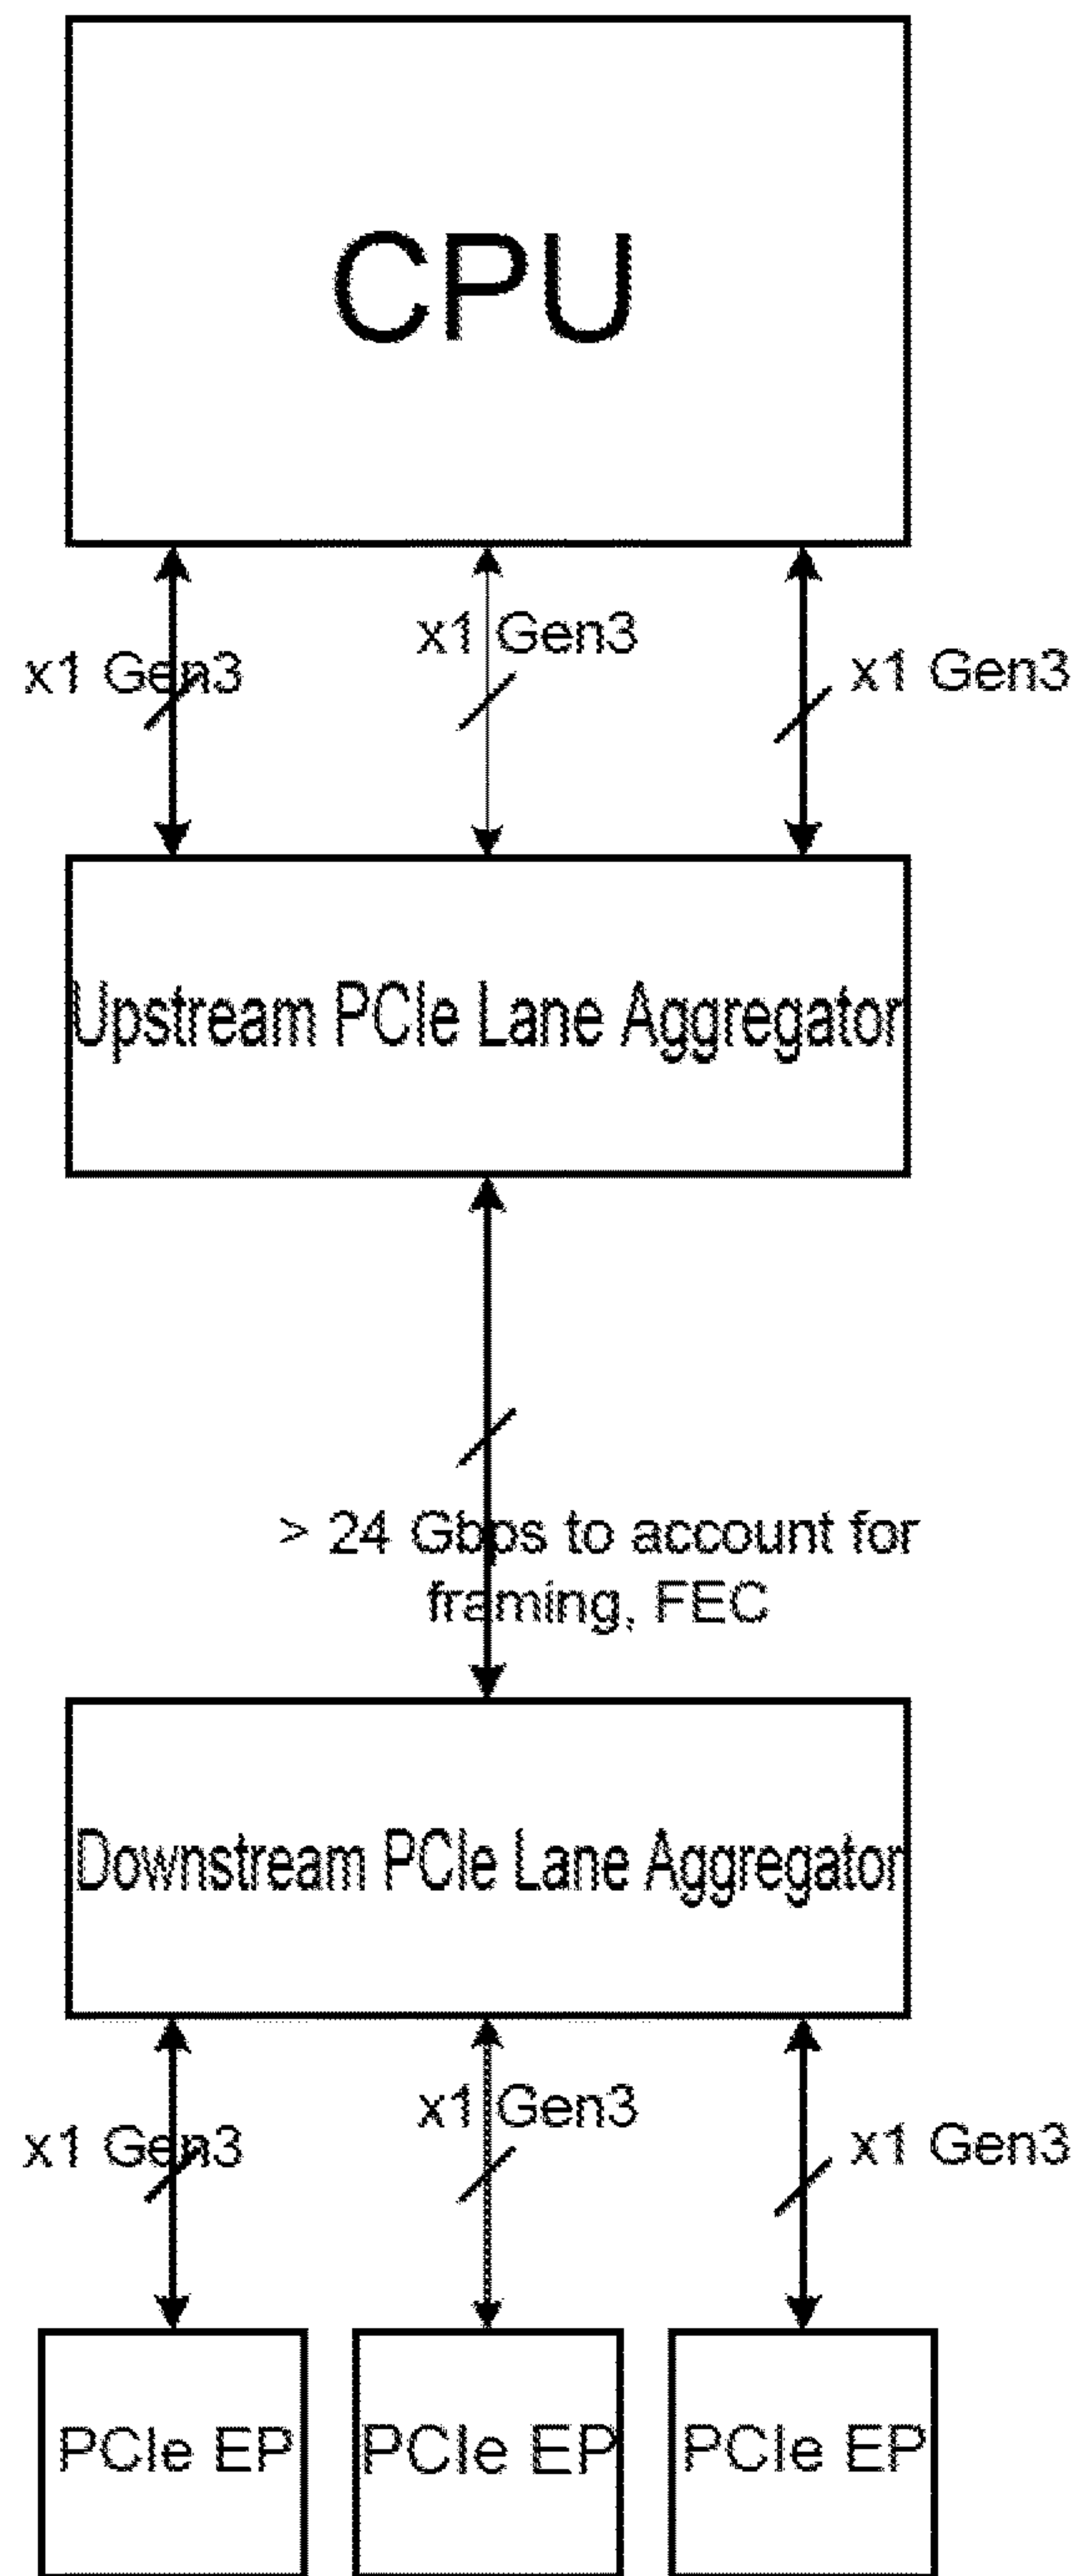 CPU
x1 Gen3
x1 Gen3
x1 Gen3
Upstream PCIe Lane Aggregator
> 24 Gbps to account for
framing, FEC
Downstream PCIe Lane Aggregator
x1 Gen3
x1 Gen3
x1 Gen3
PCIe EP
PCIe EP
PCIe EP